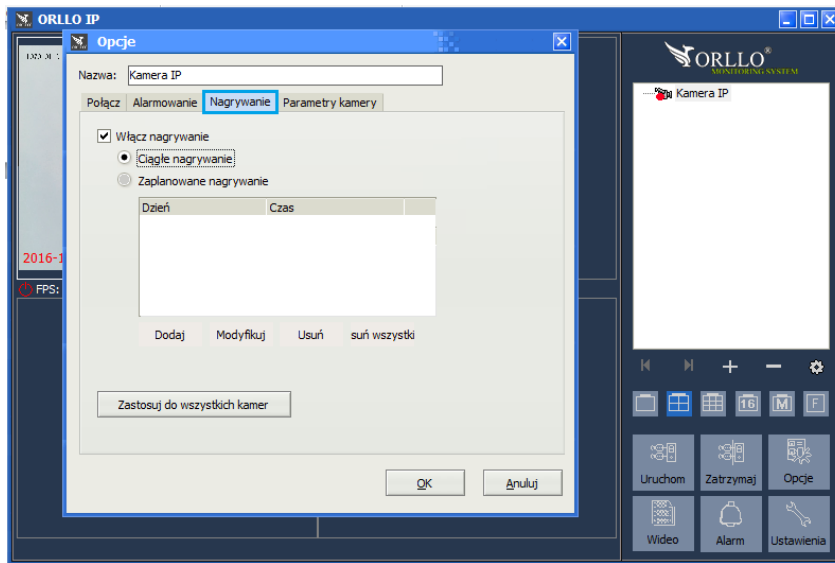 ORLLO IP
Opcje
Nazwa: Kamera IP
Połącz Alarmowanie Nagrywanie Parametry kamery
Włącz nagrywanie
Ciągłe nagrywanie
Zaplanowane nagrywanie
Dzień Czas
Dodaj Modyfikuj Usuń suń wszystki
Zastosuj do wszystkich kamer
OK Anuluj
2016-1
FPS:
ORLLO®
MONITORING SYSTEM
Kamera IP
16 M F
Uruchom Zatrzymaj Opcje
Wideo Alarm Ustawienia